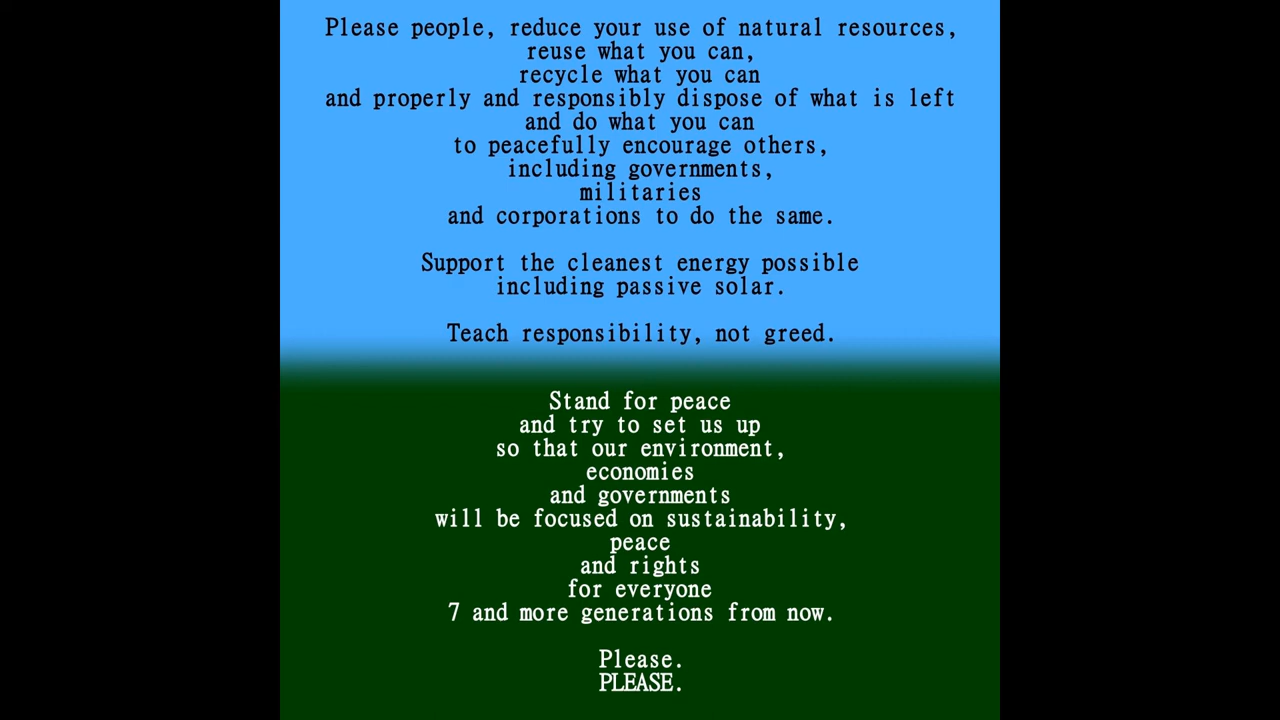 Please people, reduce your use of natural resources,
reuse what you can,
recycle what you can
and properly and responsibly dispose of what is left
and do what you can
to peacefully encourage others,
including governments,
militaries
and corporations to do the same.
Support the cleanest energy possible
including passive solar.
Teach responsibility, not greed.
Stand for peace
and try to set us up
so that our environment,
economies
and governments
will be focused on sustainability,
peace
and rights
for everyone
7 and more generations from now.
Please.
PLEASE.